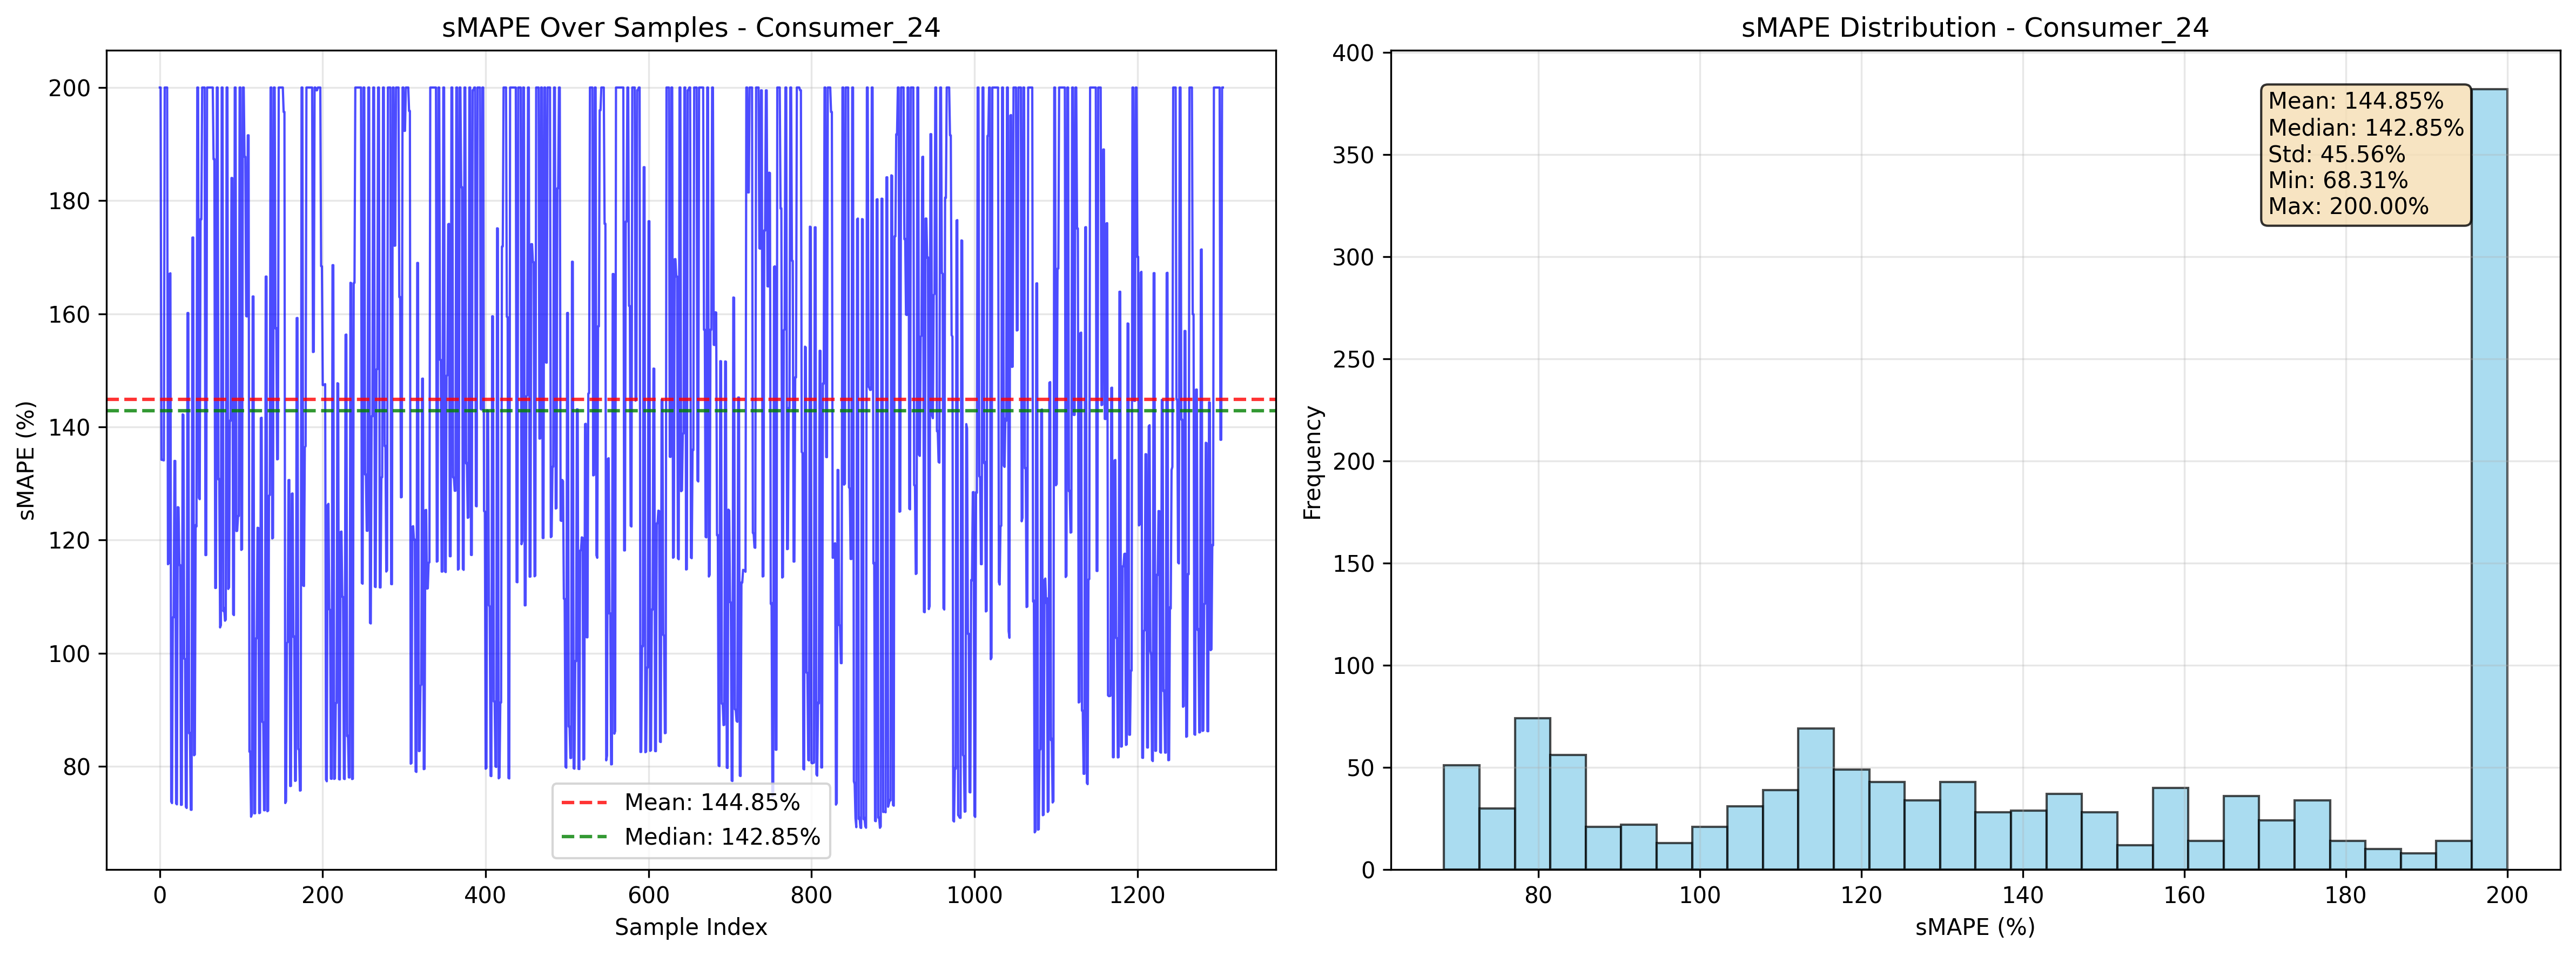 sMAPE Over Samples - Consumer_24
sMAPE (%)
200
180
160
140
120
100
80
Mean: 144.85%
Median: 142.85%
0 200 400 600 800 1000 1200
Sample Index
sMAPE Distribution - Consumer_24
Frequency
400
350
300
250
200
150
100
50
0
Mean: 144.85%
Median: 142.85%
Std: 45.56%
Min: 68.31%
Max: 200.00%
80 100 120 140 160 180 200
sMAPE (%)